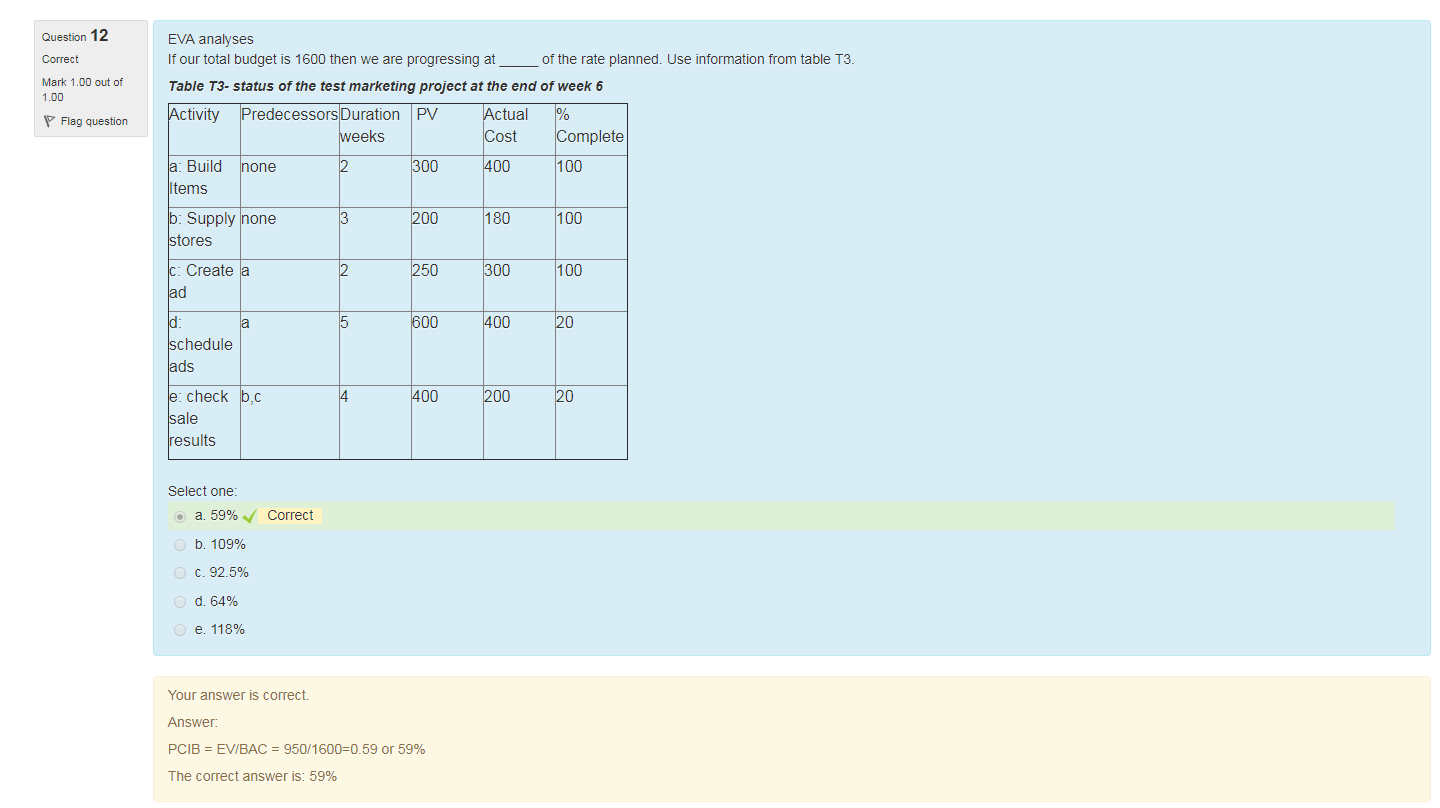 Question 12
Correct
Mark 1.00 out of
1.00
Flag question
EVA analyses
If our total budget is 1600 then we are progressing at _____ of the rate planned. Use information from table T3.
Table T3- status of the test marketing project at the end of week 6
Activity Predecessors Duration weeks PV Actual Cost % Complete
a: Build Items none 2 300 400 100
b: Supply stores none 3 200 180 100
c: Create ad a 2 250 300 100
d: schedule ads a 5 600 400 20
e: check sale results b,c 4 400 200 20
Select one:
a. 59% Correct
b. 109%
c. 92.5%
d. 64%
e. 118%
Your answer is correct.
Answer:
PCIB = EV/BAC = 950/1600=0.59 or 59%
The correct answer is: 59%